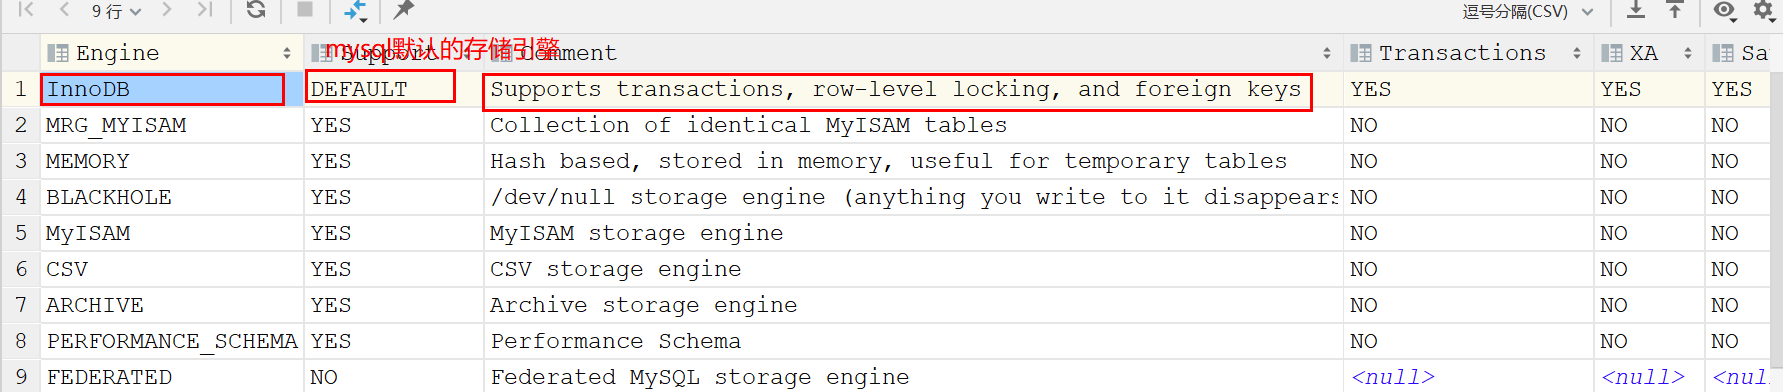 9 行 逗号分隔(CSV)
Engine Support Comment Transactions XA Sa
mysql默认的存储引擎
1 InnoDB DEFAULT Supports transactions, row-level locking, and foreign keys YES YES YES
2 MRG_MYISAM YES Collection of identical MyISAM tables NO NO NO
3 MEMORY YES Hash based, stored in memory, useful for temporary tables NO NO NO
4 BLACKHOLE YES /dev/null storage engine (anything you write to it disappears NO NO NO
5 MyISAM YES MyISAM storage engine NO NO NO
6 CSV YES CSV storage engine NO NO NO
7 ARCHIVE YES Archive storage engine NO NO NO
8 PERFORMANCE_SCHEMA YES Performance Schema NO NO NO
9 FEDERATED NO Federated MySQL storage engine <null> <null> <nul